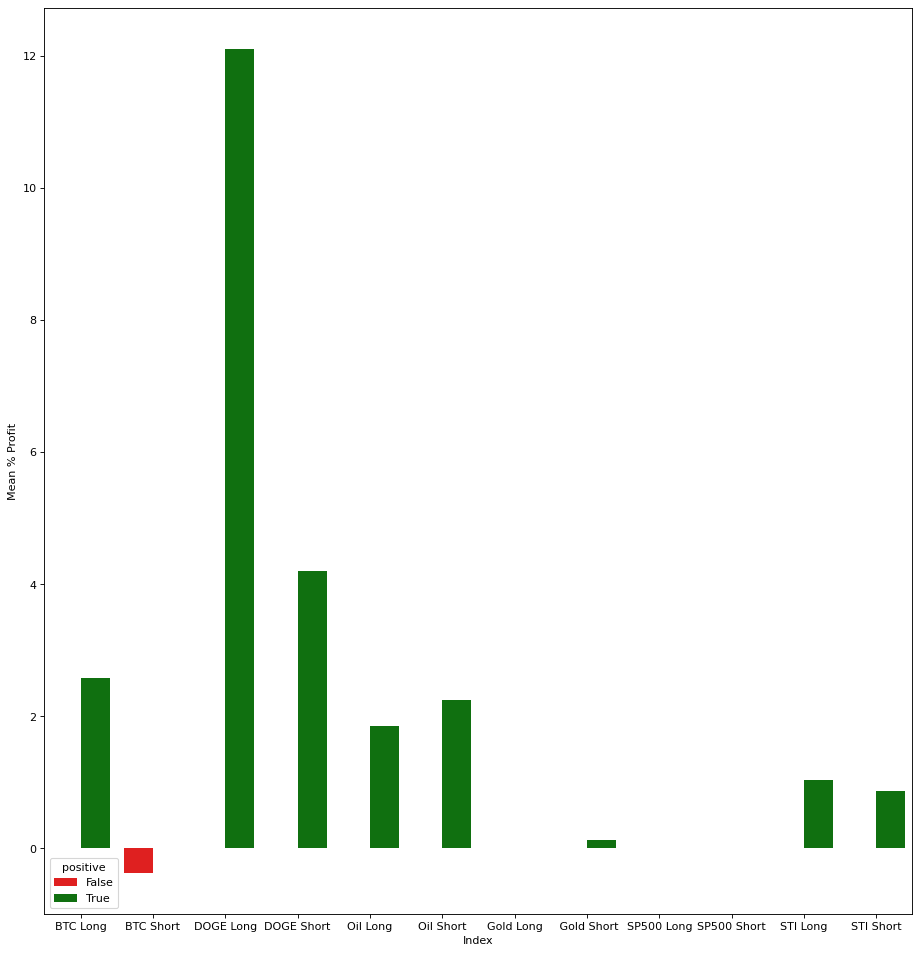 12
10
8
6
4
2
0
Mean % Profit
positive
False
True
BTC Long BTC Short DOGE Long DOGE Short Oil Long Oil Short Gold Long Gold Short SP500 Long SP500 Short STI Long STI Short
Index